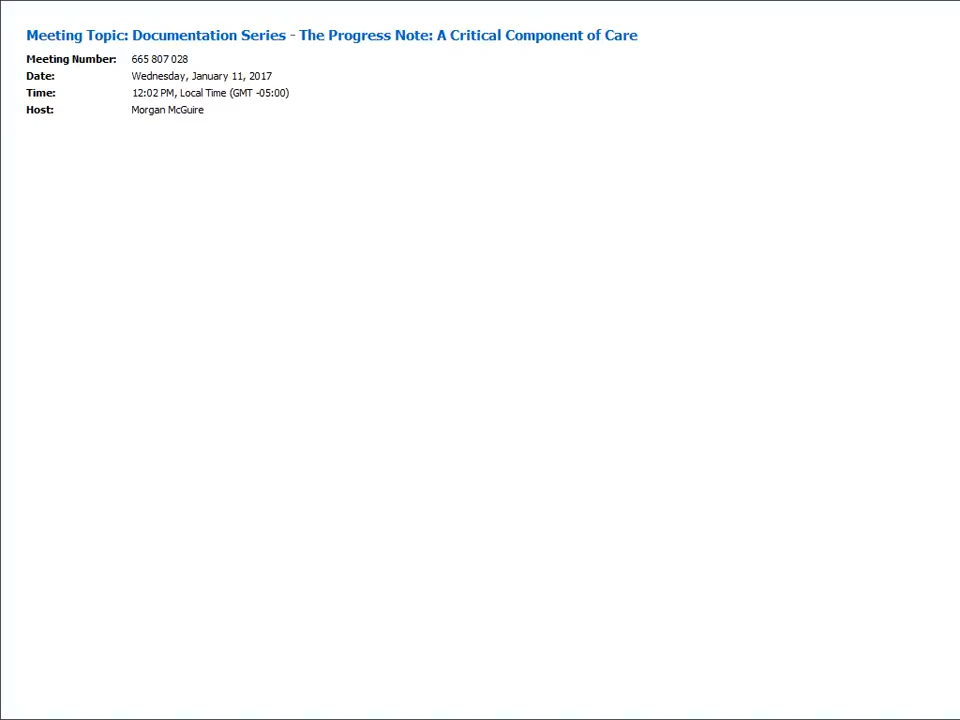 Meeting Topic: Documentation Series - The Progress Note: A Critical Component of Care
Meeting Number: 665 807 028
Date: Wednesday, January 11, 2017
Time: 12:02 PM, Local Time (GMT -05:00)
Host: Morgan McGuire